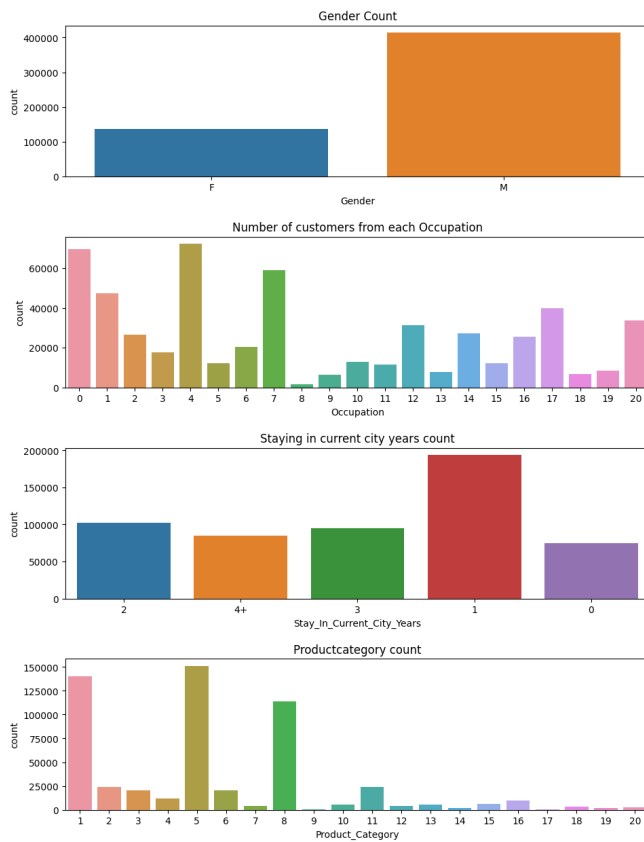 Gender Count
400000
300000
200000
100000
0
count
F M
Gender
Number of customers from each Occupation
60000
40000
20000
0
count
0 1 2 3 4 5 6 7 8 9 10 11 12 13 14 15 16 17 18 19 20
Occupation
Staying in current city years count
200000
150000
100000
50000
0
count
2 4+ 3 1 0
Stay_In_Current_City_Years
Productcategory count
150000
125000
100000
75000
50000
25000
0
count
1 2 3 4 5 6 7 8 9 10 11 12 13 14 15 16 17 18 19 20
Product_Category